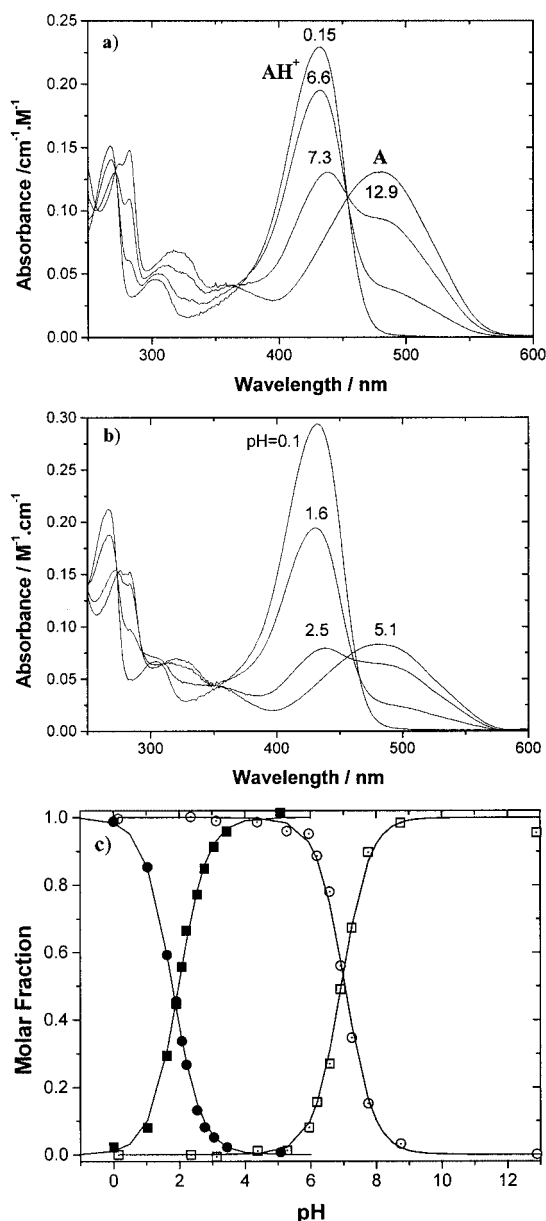 a)
0.25
0.20
0.15
0.10
0.05
0.00
Absorbance /cm⁻¹.M⁻¹
0.15
AH⁺
6.6
7.3
A
12.9
300 400 500 600
Wavelength / nm
b)
0.30
0.25
0.20
0.15
0.10
0.05
0.00
Absorbance / M⁻¹.cm⁻¹
pH=0.1
1.6
2.5
5.1
300 400 500 600
Wavelength / nm
c)
1.0
0.8
0.6
0.4
0.2
0.0
Molar Fraction
0 2 4 6 8 10 12
pH